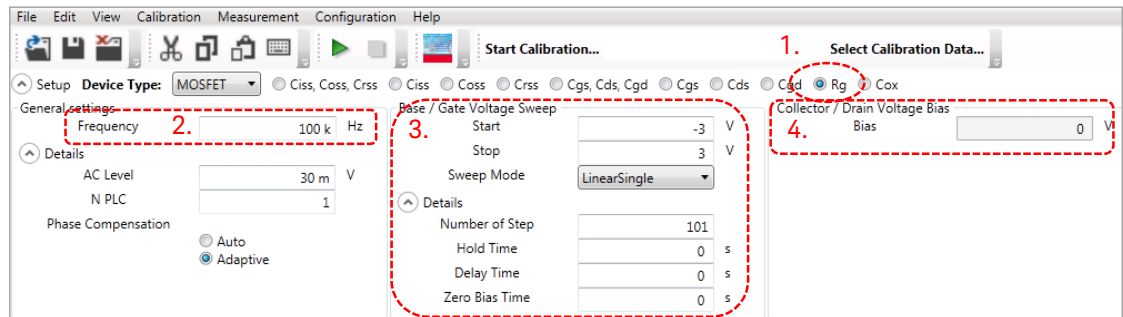 File Edit View Calibration Measurement Configuration Help
Start Calibration... 1. Select Calibration Data...
Setup Device Type: MOSFET Ciss, Coss, Crss Ciss Coss Crss Cgs, Cds, Cgd Cgs Cds Cgd Rg Cox
General settings
Frequency 2. 100 k Hz
Details
AC Level 30 m V
N PLC 1
Phase Compensation
Auto
Adaptive
Base / Gate Voltage Sweep
3. Start -3 V
Stop 3 V
Sweep Mode LinearSingle
Details
Number of Step 101
Hold Time 0 s
Delay Time 0 s
Zero Bias Time 0 s
Collector / Drain Voltage Bias
4. Bias 0 V